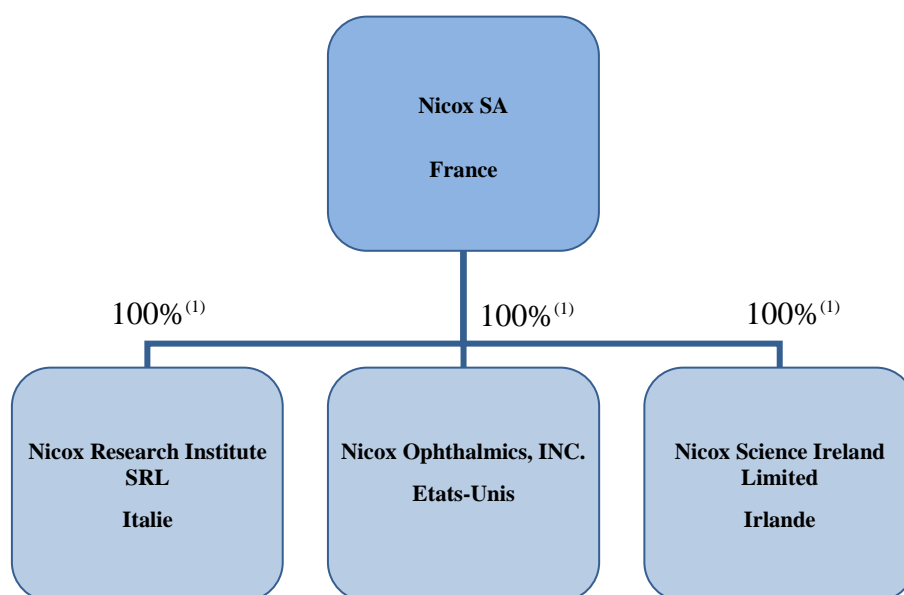 Nicox SA
France
100%(1)
100%(1)
100%(1)
Nicox Research Institute
SRL
Italie
Nicox Ophthalmics, INC.
Etats-Unis
Nicox Science Ireland
Limited
Irlande